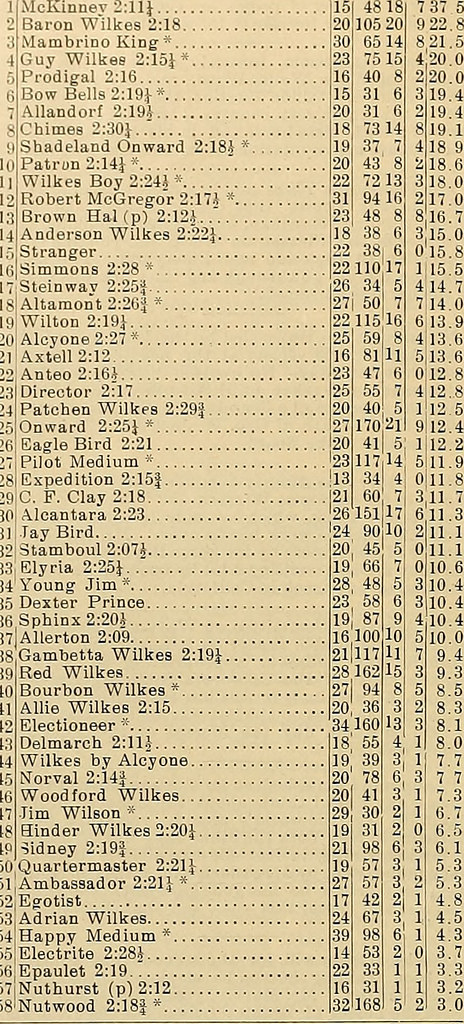 1 McKinney 2:11¼ 15 48 18 7 37.5
2 Baron Wilkes 2:18 20 105 20 9 22.8
3 Mambrino King * 30 65 14 8 21.5
4 Guy Wilkes 2:15¼ * 23 75 15 4 20.0
5 Prodigal 2:16 16 40 8 2 20.0
6 Bow Bells 2:19¼ * 15 31 6 3 19.4
7 Allandorf 2:19½ 20 31 6 2 19.4
8 Chimes 2:30¼ 18 73 14 8 19.1
9 Shadeland Onward 2:18½ * 19 37 7 4 18 9
10 Patron 2:14¼ * 20 43 8 2 18.6
11 Wilkes Boy 2:24½ * 22 72 13 3 18.0
12 Robert McGregor 2:17½ * 31 94 16 2 17.0
13 Brown Hal (p) 2:12½ 23 48 8 8 16.7
14 Anderson Wilkes 2:22¼ 18 38 6 3 15.0
15 Stranger 22 38 6 0 15.8
16 Simmons 2:28 * 22 110 17 1 15.5
17 Steinway 2:25¾ 26 34 5 4 14.7
18 Altamont 2:26¾ * 27 50 7 7 14.0
19 Wilton 2:19¼ 22 115 16 6 13.9
20 Alcyone 2:27 * 25 59 8 4 13.6
21 Axtell 2:12 16 81 11 5 13.6
22 Anteo 2:16½ 23 47 6 0 12.8
23 Director 2:17 25 55 7 4 12.8
24 Patchen Wilkes 2:29¾ 20 40 5 1 12.5
25 Onward 2:25¼ * 27 170 21 9 12.4
26 Eagle Bird 2:21 20 41 5 1 12.2
27 Pilot Medium * 23 117 14 5 11.9
28 Expedition 2:15¾ 13 34 4 0 11.8
29 C. F. Clay 2:18 21 60 7 3 11.7
30 Alcantara 2:23 26 151 17 6 11.3
31 Jay Bird 24 90 10 2 11.1
32 Stamboul 2:07½ 20 45 5 0 11.1
33 Elyria 2:25¼ 19 66 7 0 10.6
34 Young Jim * 28 48 5 3 10.4
35 Dexter Prince 23 58 6 3 10.4
36 Sphinx 2:20½ 19 87 9 4 10.4
37 Allerton 2:09 16 100 10 5 10.0
38 Gambetta Wilkes 2:19¼ 21 117 11 7 9.4
39 Red Wilkes 28 162 15 3 9.3
40 Bourbon Wilkes * 27 94 8 5 8.5
41 Allie Wilkes 2:15 20 36 3 2 8.3
42 Electioneer * 34 160 13 3 8.1
43 Delmarch 2:11½ 18 55 4 1 8.0
44 Wilkes by Alcyone 19 39 3 1 7.7
45 Norval 2:14¾ 20 78 6 3 7 7
46 Woodford Wilkes 20 41 3 1 7.3
47 Jim Wilson * 29 30 2 1 6.7
48 Hinder Wilkes 2:20¼ 19 31 2 0 6.5
49 Sidney 2:19¾ 21 98 6 3 6.1
50 Quartermaster 2:21¼ 19 57 3 1 5.3
51 Ambassador 2:21¼ * 27 57 3 2 5.3
52 Egotist 17 42 2 1 4.8
53 Adrian Wilkes 24 67 3 1 4.5
54 Happy Medium * 39 98 6 1 4.3
55 Electrite 2:28½ 14 53 2 0 3.7
56 Epaulet 2:19 22 33 1 1 3.3
57 Nuthurst (p) 2:12 16 31 1 1 3.2
58 Nutwood 2:18¾ * 32 168 5 2 3.0